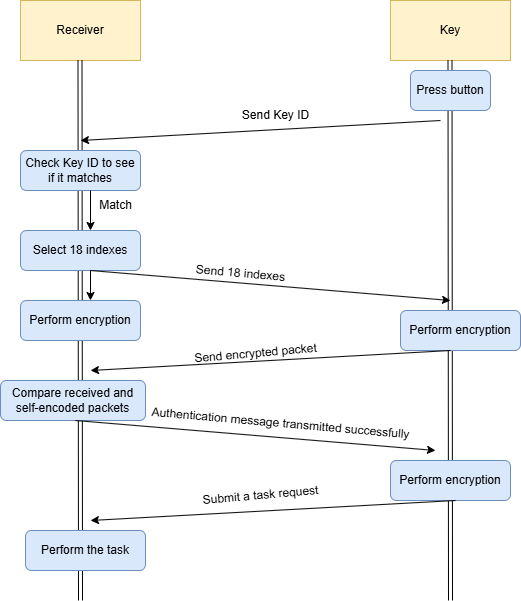 Receiver
Key
Press button
Send Key ID
Check Key ID to see
if it matches
Match
Select 18 indexes
Send 18 indexes
Perform encryption
Perform encryption
Send encrypted packet
Compare received and
self-encoded packets
Authentication message transmitted successfully
Perform encryption
Submit a task request
Perform the task